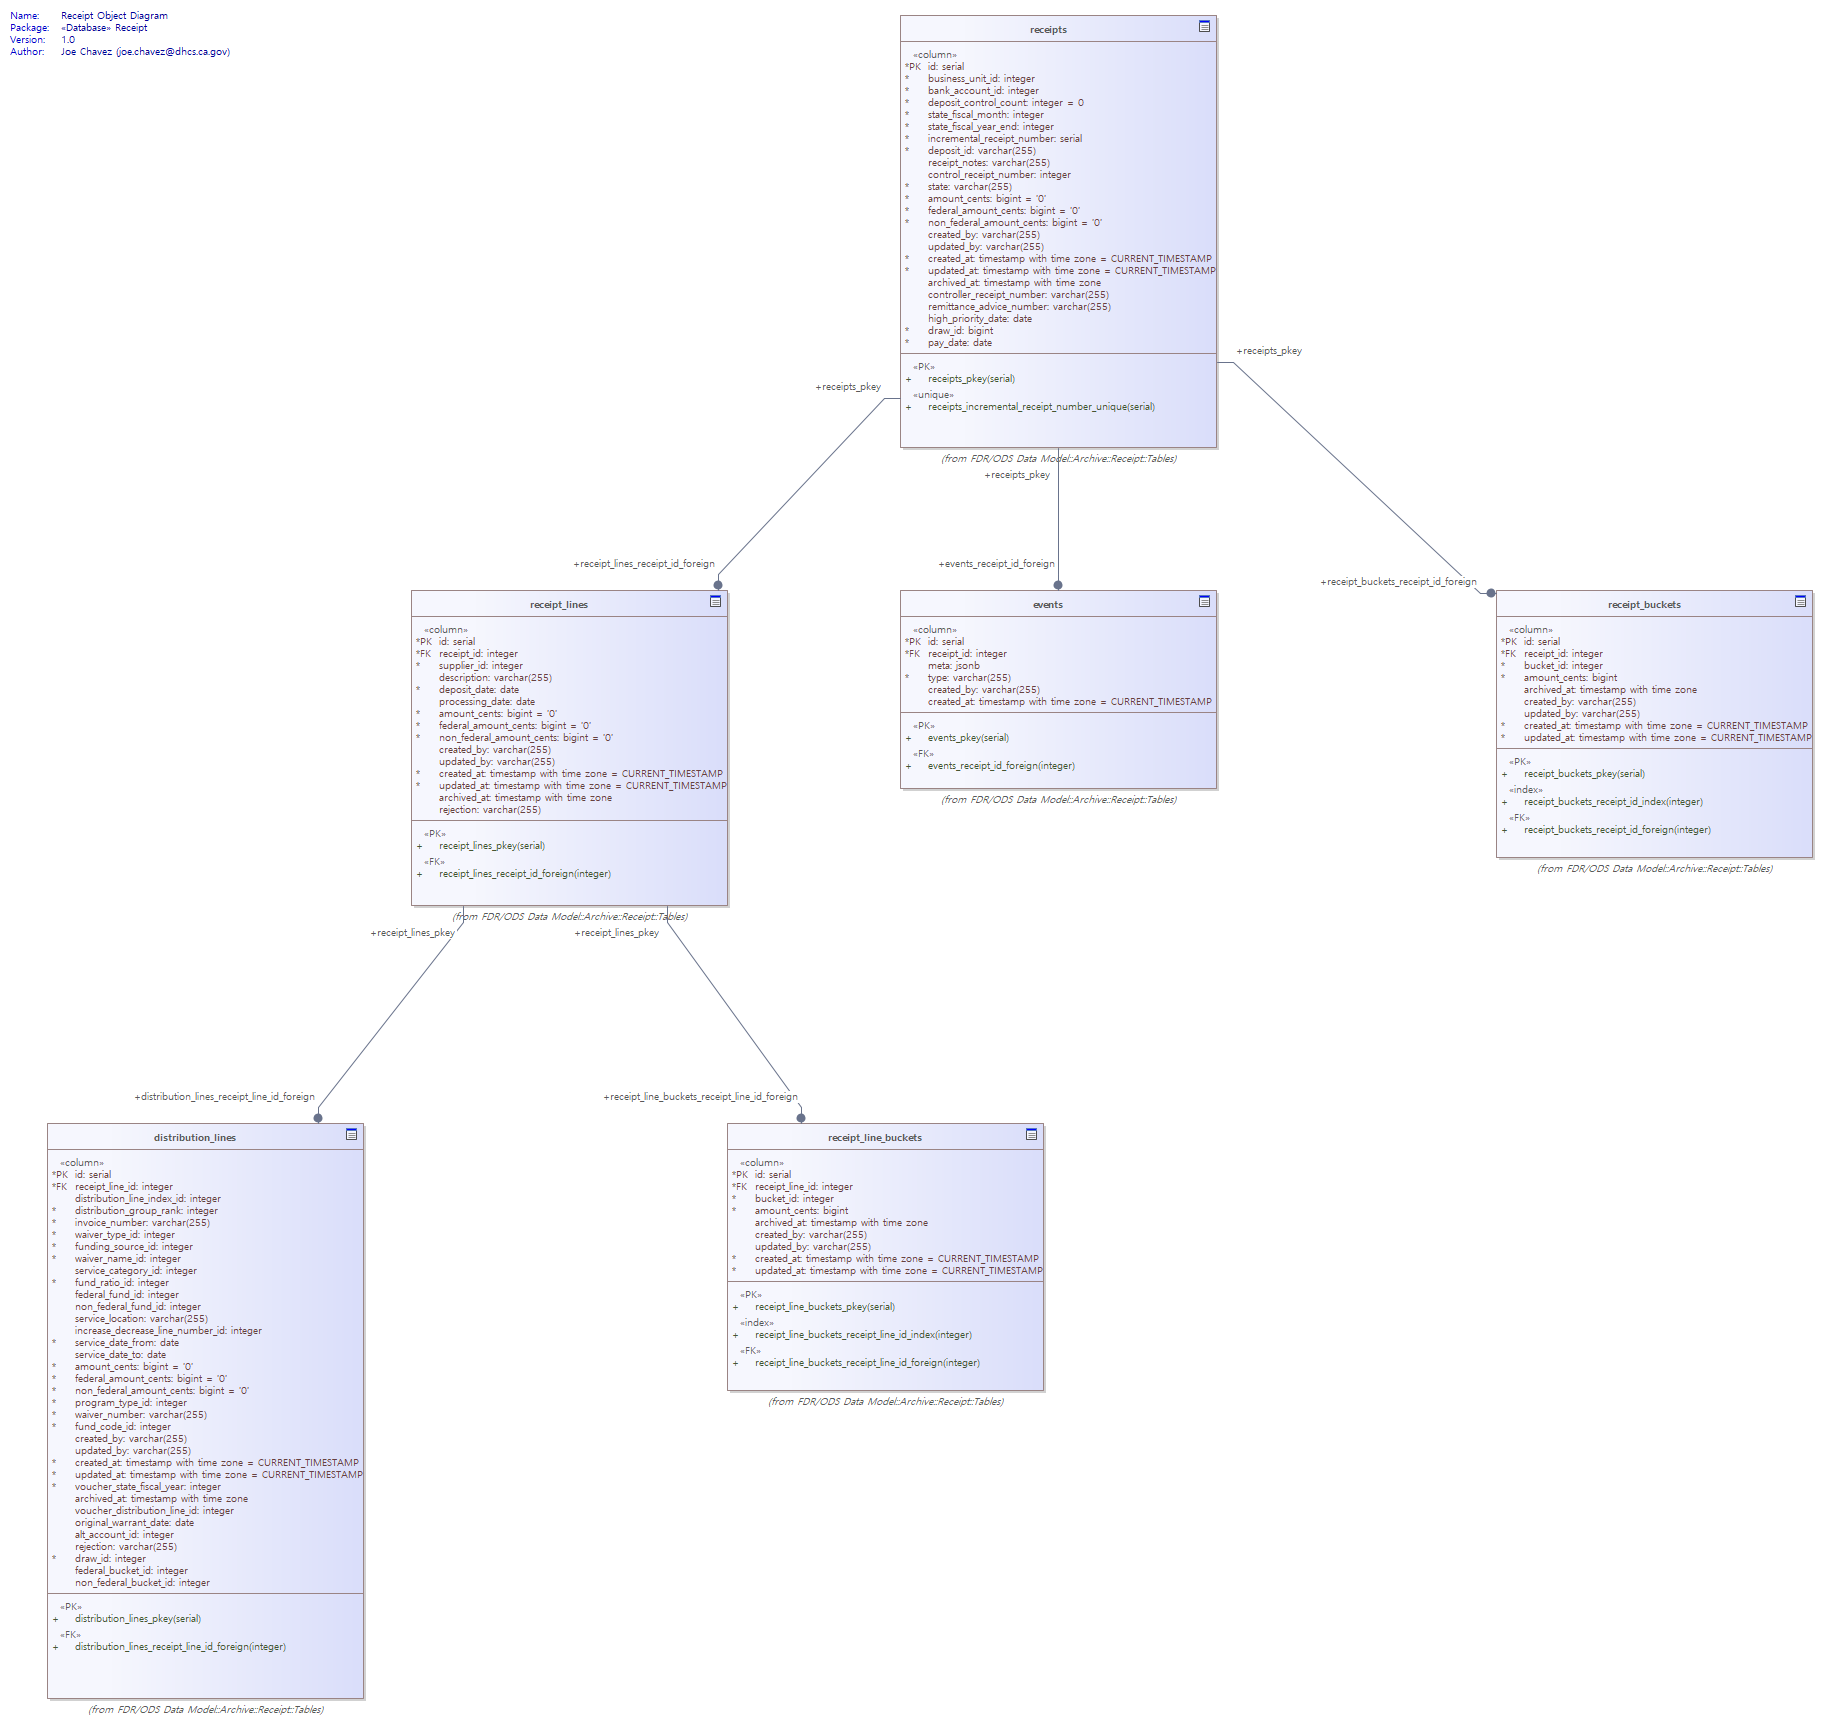 Name: Receipt Object Diagram
Package: «Database» Receipt
Version: 1.0
Author: Joe Chavez (joe.chavez@dhcs.ca.gov)
receipts
«column»
*PK id: serial
* business_unit_id: integer
* bank_account_id: integer
* deposit_control_count: integer = 0
* state_fiscal_month: integer
* state_fiscal_year_end: integer
* incremental_receipt_number: serial
* deposit_id: varchar(255)
receipt_notes: varchar(255)
control_receipt_number: integer
* state: varchar(255)
* amount_cents: bigint = '0'
* federal_amount_cents: bigint = '0'
* non_federal_amount_cents: bigint = '0'
created_by: varchar(255)
updated_by: varchar(255)
* created_at: timestamp with time zone = CURRENT_TIMESTAMP
* updated_at: timestamp with time zone = CURRENT_TIMESTAMP
archived_at: timestamp with time zone
controller_receipt_number: varchar(255)
remittance_advice_number: varchar(255)
high_priority_date: date
* draw_id: bigint
* pay_date: date
«PK»
+ receipts_pkey(serial)
«unique»
+ receipts_incremental_receipt_number_unique(serial)
(from FDR/ODS Data Model::Archive::Receipt::Tables)
+receipts_pkey
+receipts_pkey
+receipts_pkey
+receipt_lines_receipt_id_foreign
+events_receipt_id_foreign
+receipt_buckets_receipt_id_foreign
receipt_lines
«column»
*PK id: serial
*FK receipt_id: integer
* supplier_id: integer
description: varchar(255)
* deposit_date: date
processing_date: date
* amount_cents: bigint = '0'
* federal_amount_cents: bigint = '0'
* non_federal_amount_cents: bigint = '0'
created_by: varchar(255)
updated_by: varchar(255)
* created_at: timestamp with time zone = CURRENT_TIMESTAMP
* updated_at: timestamp with time zone = CURRENT_TIMESTAMP
archived_at: timestamp with time zone
rejection: varchar(255)
«PK»
+ receipt_lines_pkey(serial)
«FK»
+ receipt_lines_receipt_id_foreign(integer)
(from FDR/ODS Data Model::Archive::Receipt::Tables)
events
«column»
*PK id: serial
*FK receipt_id: integer
meta: jsonb
* type: varchar(255)
created_by: varchar(255)
created_at: timestamp with time zone = CURRENT_TIMESTAMP
«PK»
+ events_pkey(serial)
«FK»
+ events_receipt_id_foreign(integer)
(from FDR/ODS Data Model::Archive::Receipt::Tables)
receipt_buckets
«column»
*PK id: serial
*FK receipt_id: integer
* bucket_id: integer
* amount_cents: bigint
archived_at: timestamp with time zone
created_by: varchar(255)
updated_by: varchar(255)
* created_at: timestamp with time zone = CURRENT_TIMESTAMP
* updated_at: timestamp with time zone = CURRENT_TIMESTAMP
«PK»
+ receipt_buckets_pkey(serial)
«index»
+ receipt_buckets_receipt_id_index(integer)
«FK»
+ receipt_buckets_receipt_id_foreign(integer)
(from FDR/ODS Data Model::Archive::Receipt::Tables)
+receipt_lines_pkey
+receipt_lines_pkey
+distribution_lines_receipt_line_id_foreign
+receipt_line_buckets_receipt_line_id_foreign
distribution_lines
«column»
*PK id: serial
*FK receipt_line_id: integer
distribution_line_index_id: integer
* distribution_group_rank: integer
* invoice_number: varchar(255)
* waiver_type_id: integer
* funding_source_id: integer
* waiver_name_id: integer
service_category_id: integer
* fund_ratio_id: integer
federal_fund_id: integer
non_federal_fund_id: integer
service_location: varchar(255)
increase_decrease_line_number_id: integer
* service_date_from: date
service_date_to: date
* amount_cents: bigint = '0'
* federal_amount_cents: bigint = '0'
* non_federal_amount_cents: bigint = '0'
* program_type_id: integer
* waiver_number: varchar(255)
* fund_code_id: integer
created_by: varchar(255)
updated_by: varchar(255)
* created_at: timestamp with time zone = CURRENT_TIMESTAMP
* updated_at: timestamp with time zone = CURRENT_TIMESTAMP
* voucher_state_fiscal_year: integer
archived_at: timestamp with time zone
voucher_distribution_line_id: integer
original_warrant_date: date
alt_account_id: integer
rejection: varchar(255)
* draw_id: integer
federal_bucket_id: integer
non_federal_bucket_id: integer
«PK»
+ distribution_lines_pkey(serial)
«FK»
+ distribution_lines_receipt_line_id_foreign(integer)
(from FDR/ODS Data Model::Archive::Receipt::Tables)
receipt_line_buckets
«column»
*PK id: serial
*FK receipt_line_id: integer
* bucket_id: integer
* amount_cents: bigint
archived_at: timestamp with time zone
created_by: varchar(255)
updated_by: varchar(255)
* created_at: timestamp with time zone = CURRENT_TIMESTAMP
* updated_at: timestamp with time zone = CURRENT_TIMESTAMP
«PK»
+ receipt_line_buckets_pkey(serial)
«index»
+ receipt_line_buckets_receipt_line_id_index(integer)
«FK»
+ receipt_line_buckets_receipt_line_id_foreign(integer)
(from FDR/ODS Data Model::Archive::Receipt::Tables)